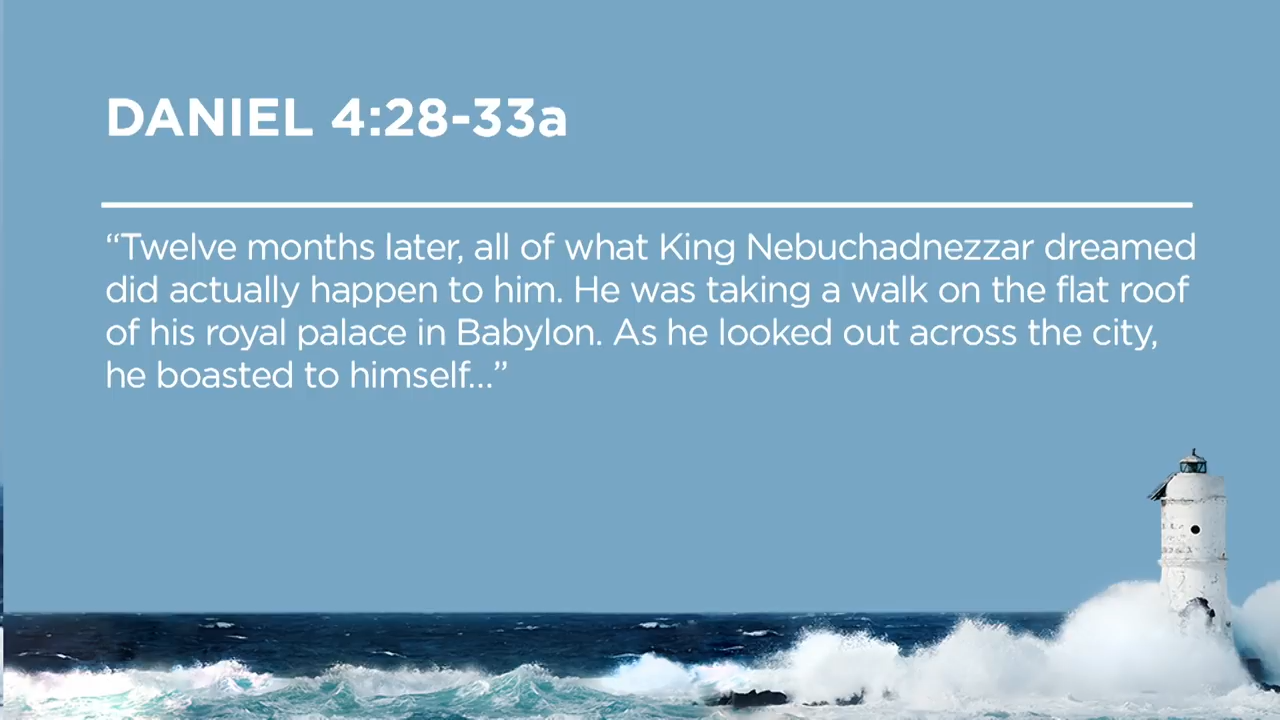 DANIEL 4:28-33a
“Twelve months later, all of what King Nebuchadnezzar dreamed
did actually happen to him. He was taking a walk on the flat roof
of his royal palace in Babylon. As he looked out across the city,
he boasted to himself...”